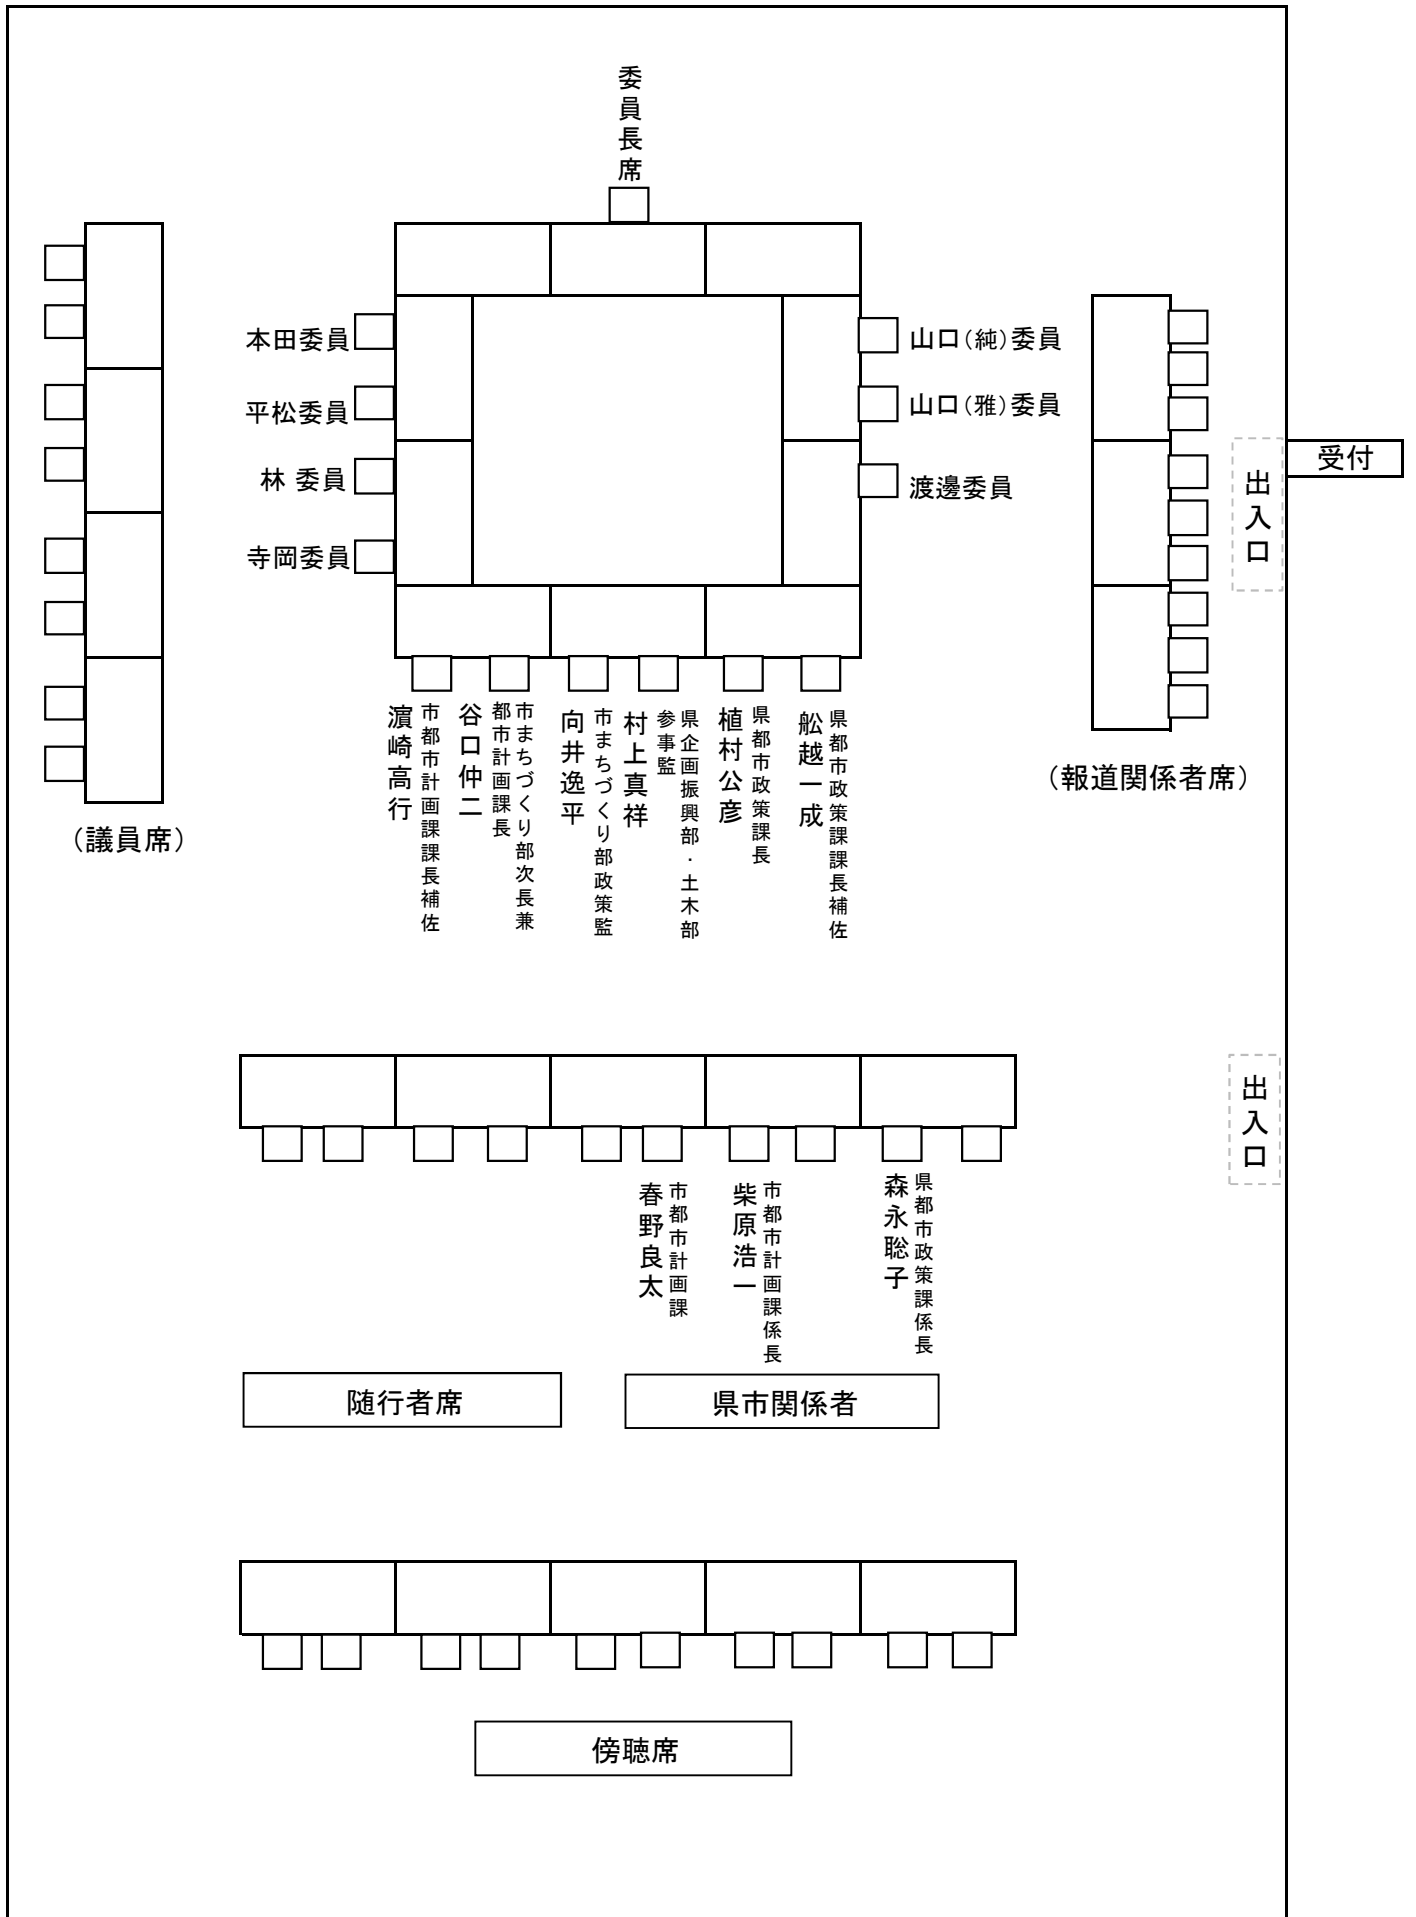 委員長席
本田委員
平松委員
林 委員
寺岡委員
山口(純)委員
山口(雅)委員
渡邊委員
受付
出入口
(報道関係者席)
(議員席)
県都市政策課課長補佐
舩越一成
県都市政策課長
植村公彦
県企画振興部・土木部
参事監
村上真祥
市まちづくり部政策監
向井逸平
市まちづくり部次長兼
都市計画課長
谷口仲二
市都市計画課課長補佐
濵崎高行
出入口
県都市政策課係長
森永聡子
市都市計画課係長
柴原浩一
市都市計画課
春野良太
随行者席
県市関係者
傍聴席